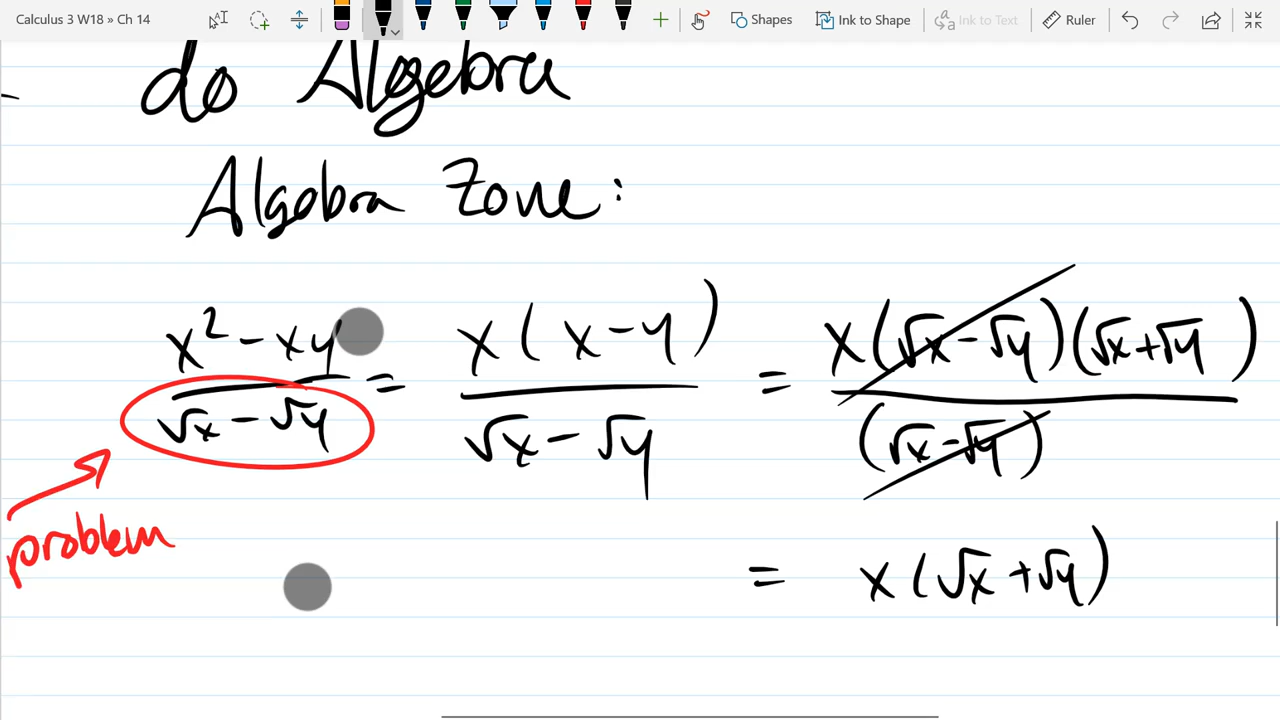 Calculus 3 W18 » Ch 14
Shapes
Ink to Shape
Ink to Text
Ruler
do Algebra
Algebra Zone:
x² - xy / √x - √y = x(x-y) / √x - √y = x(√x - √y)(√x + √y) / (√x - √y)
problem
= x(√x + √y)